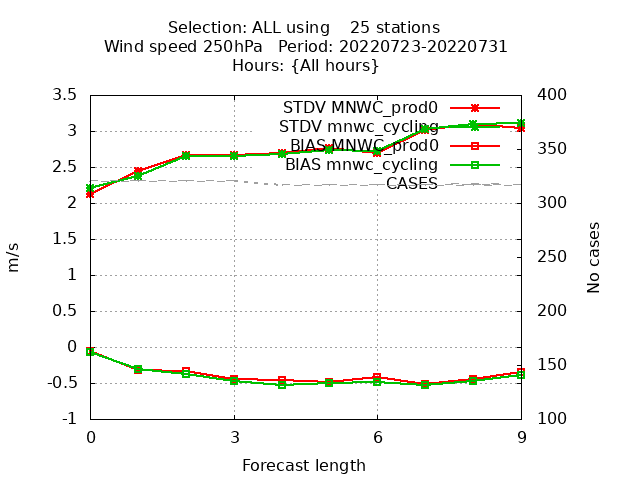 Selection: ALL using    25 stations
Wind speed 250hPa   Period: 20220723-20220731
Hours: {All hours}
STDV MNWC_prod0
STDV mnwc_cycling
BIAS MNWC_prod0
BIAS mnwc_cycling
CASES
3.5
3
2.5
2
1.5
1
0.5
0
-0.5
-1
m/s
400
350
300
250
200
150
100
No cases
0 3 6 9
Forecast length